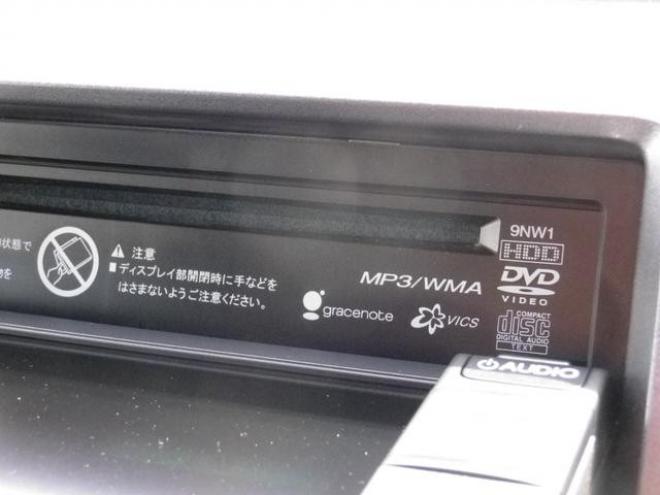 状態で
を
⚠ 注意
■ディスプレイ部開閉時に手などを
はさまないようご注意ください。
MP3/WMA
gracenote
VICS
9NW1
HDD
DVD
VIDEO
COMPACT
disc
DIGITAL AUDIO
TEXT
AUDIO